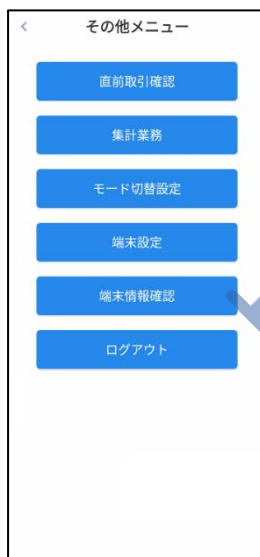 その他メニュー
直前取引確認
集計業務
モード切替設定
端末設定
端末情報確認
ログアウト